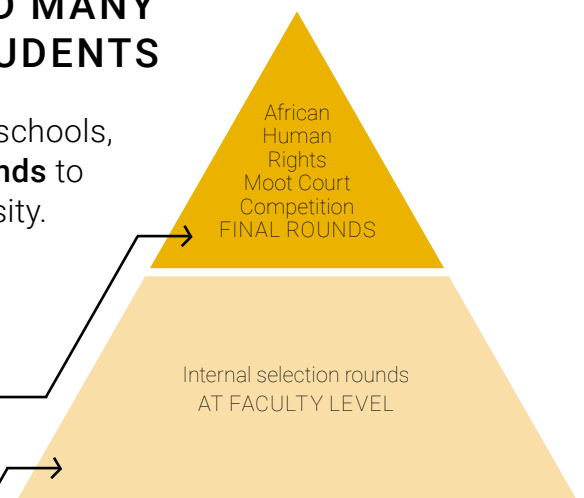 MANY
UDENTS
schools,
nds to
sity.
African
Human
Rights
Moot Court
Competition
FINAL ROUNDS
Internal selection rounds
AT FACULTY LEVEL